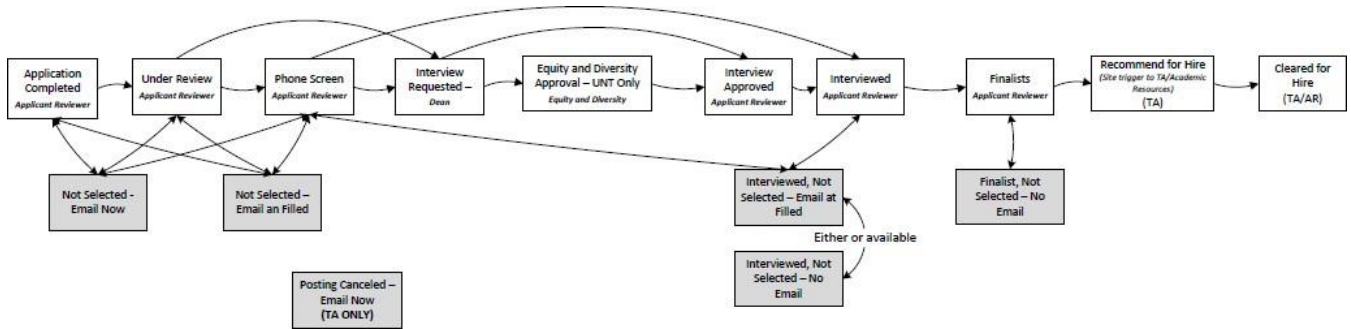 Application
Completed
Applicant Reviewer
Under Review
Applicant Reviewer
Phone Screen
Applicant Reviewer
Interview
Requested –
Dean
Equity and Diversity
Approval – UNT Only
Equity and Diversity
Interview
Approved
Applicant Reviewer
Interviewed
Applicant Reviewer
Finalists
Applicant Reviewer
Recommend for Hire
(Site trigger to TA/Academic
Resources)
(TA)
Cleared for
Hire
(TA/AR)
Not Selected -
Email Now
Not Selected –
Email an Filled
Interviewed, Not
Selected – Email at
Filled
Finalist, Not
Selected – No
Email
Either or available
Interviewed, Not
Selected – No
Email
Posting Canceled –
Email Now
(TA ONLY)